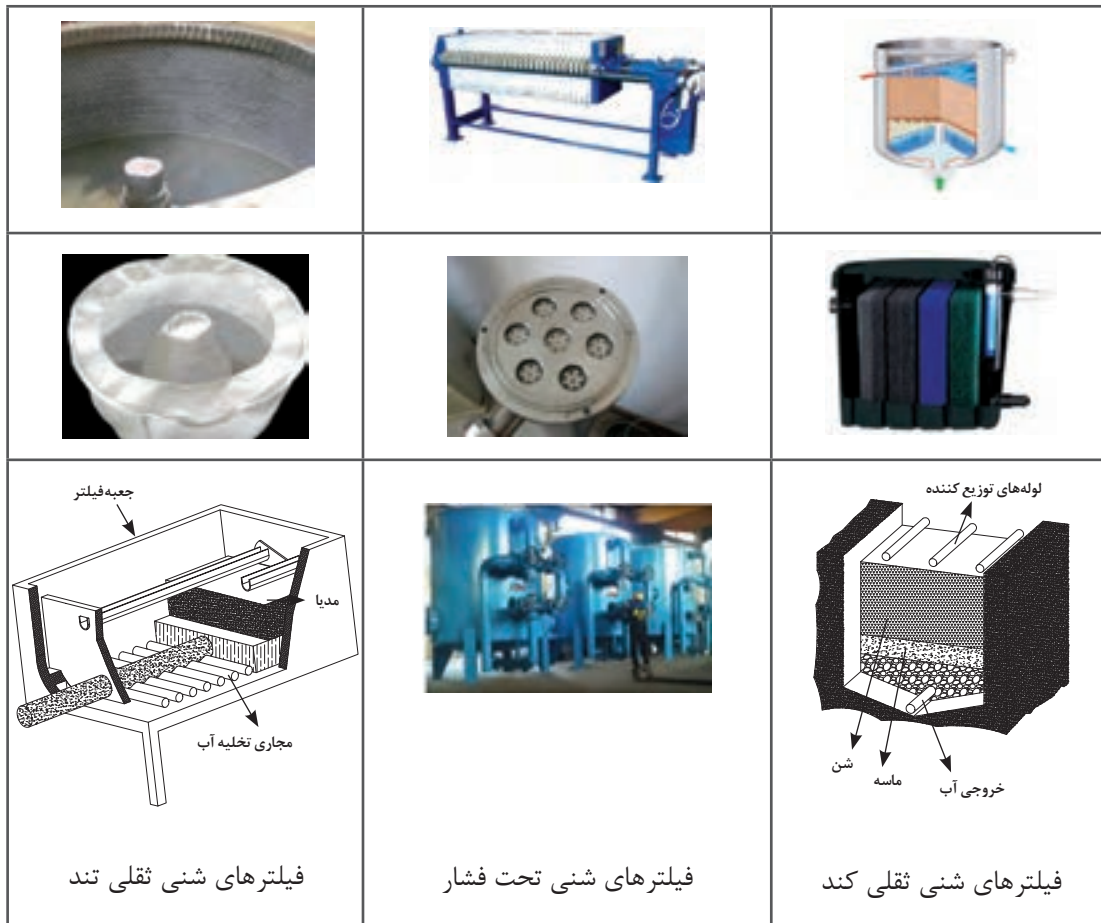 لوله‌های توزیع کننده
شن
ماسه
خروجی آب
فیلترهای شنی ثقلی کند
فیلترهای شنی تحت فشار
جعبه‌فیلتر
مدیا
مجاری تخلیه آب
فیلترهای شنی ثقلی تند